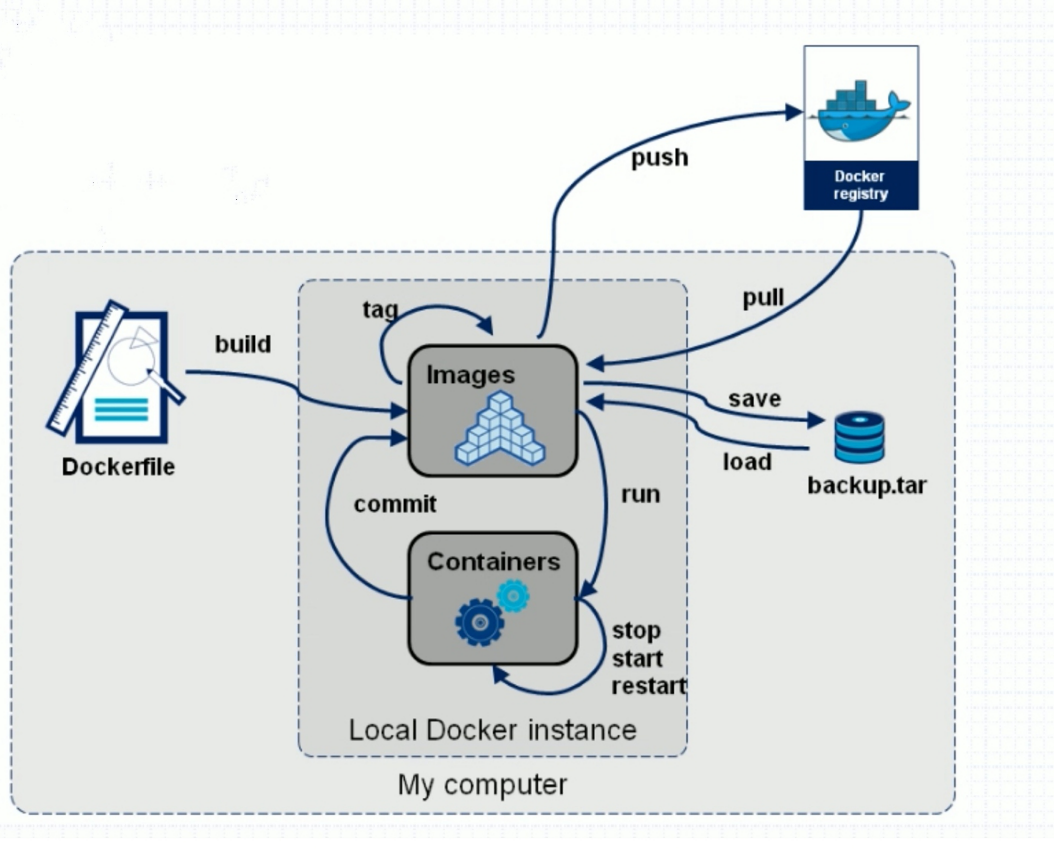 push
Docker
registry
pull
tag
build
Images
save
load
backup.tar
Dockerfile
commit
run
Containers
stop
start
restart
Local Docker instance
My computer